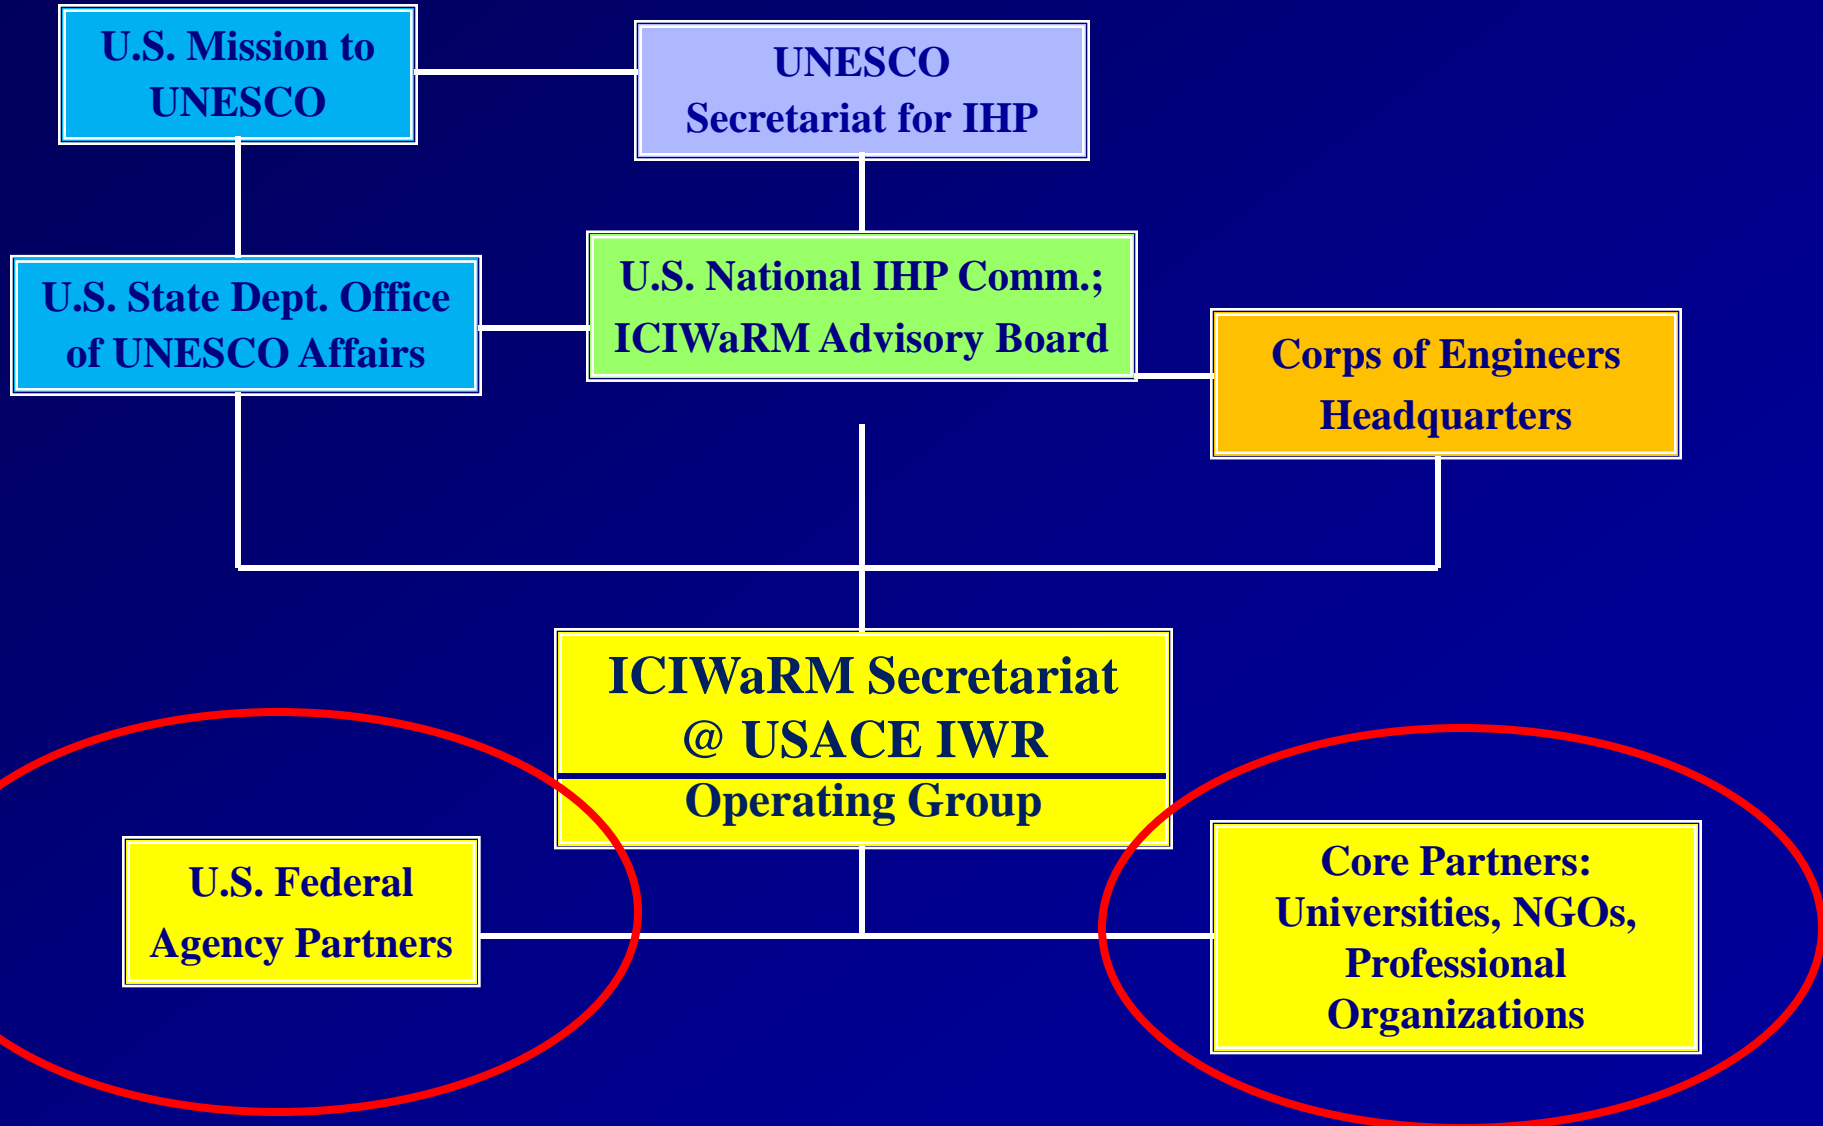 U.S. Mission to
UNESCO
UNESCO
Secretariat for IHP
U.S. State Dept. Office
of UNESCO Affairs
U.S. National IHP Comm.;
ICIWaRM Advisory Board
Corps of Engineers
Headquarters
ICIWaRM Secretariat
@ USACE IWR
Operating Group
U.S. Federal
Agency Partners
Core Partners:
Universities, NGOs,
Professional
Organizations